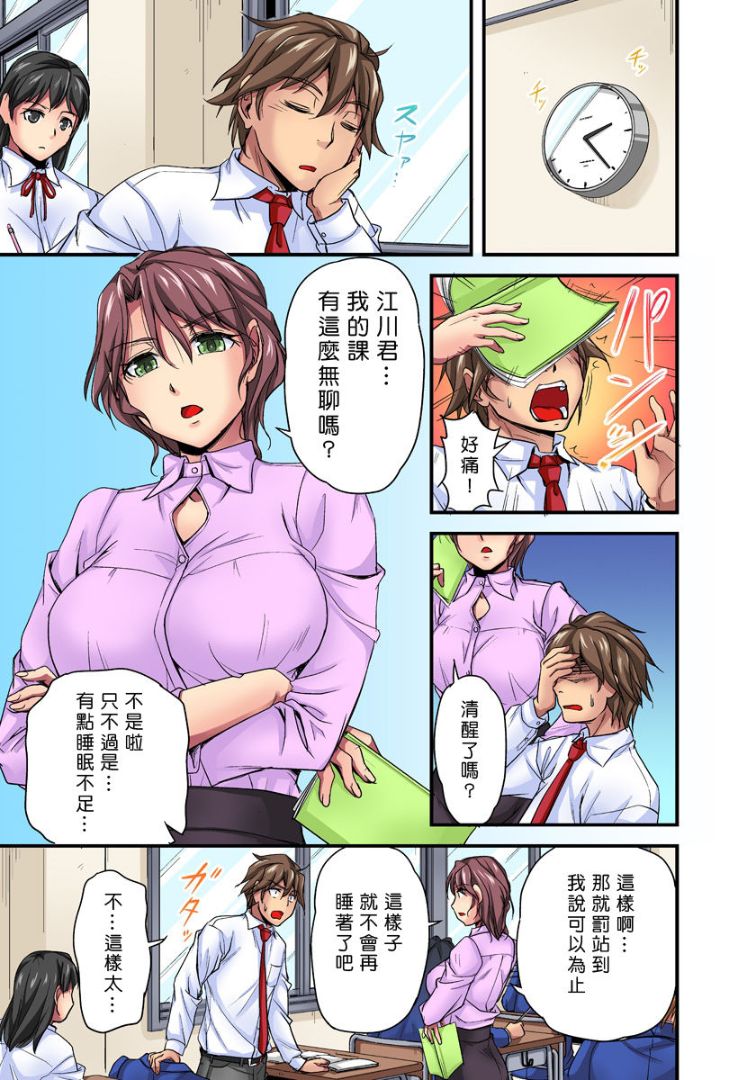 チッ
チッ
スヤァ…
パンッ
好痛！
江川君…
我的課
有這麼無聊嗎？
清醒了嗎？
不是啦
只不過是…
有點睡眠不足…
這樣啊…
那就罰站到
我說可以為止
這樣子
就不會再
睡著了吧
ガタッ
不…這樣太…